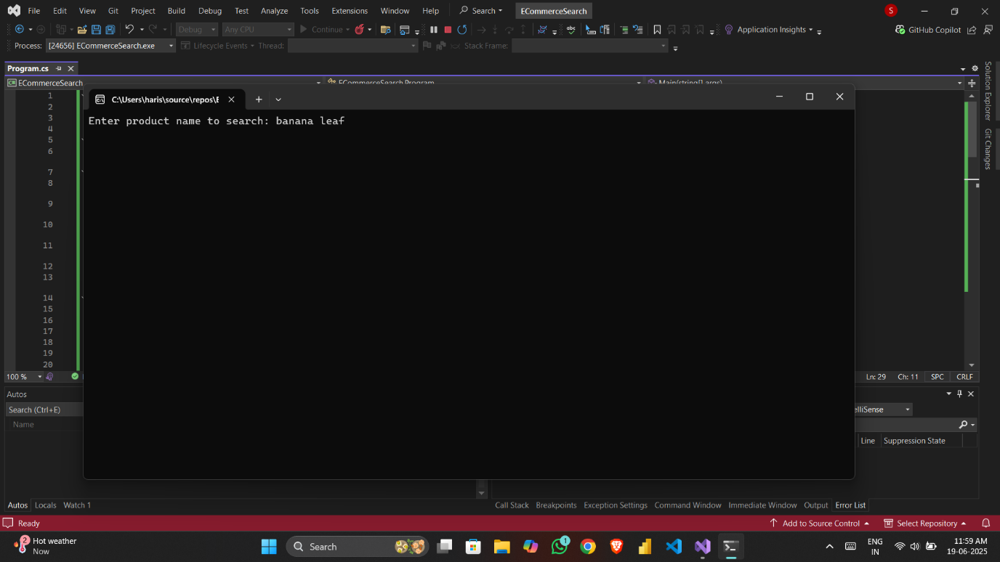 File Edit View Git Project Build Debug Test Analyze Tools Extensions Window Help Search ECommerceSearch S
Debug Any CPU Continue Application Insights GitHub Copilot
Process: [24656] ECommerceSearch.exe Lifecycle Events Thread: Stack Frame:
Program.cs
ECommerceSearch ECommerceSearch.Program Main(string[] args)
C:\Users\haris\source\repos\E
Enter product name to search: banana leaf
1
2
3
4
5
6
7
8
9
10
11
12
13
14
15
16
17
18
19
20
Solution Explorer
Git Changes
100 % Ln: 29 Ch: 11 SPC CRLF
Autos
Search (Ctrl+E) elliSense
Name Line Suppression State
Autos Locals Watch 1 Call Stack Breakpoints Exception Settings Command Window Immediate Window Output Error List
Ready Add to Source Control Select Repository
2 Hot weather
Now
Search
1
ENG
IN
11:59 AM
19-06-2025